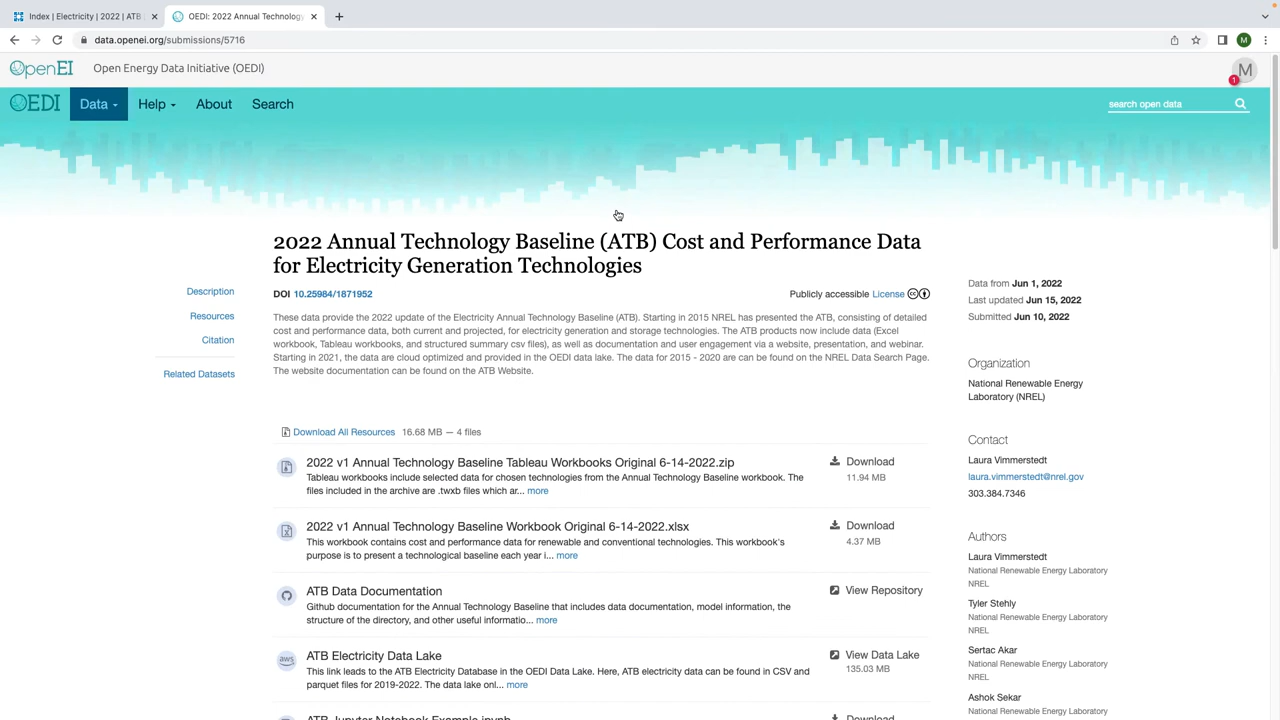 Index | Electricity | 2022 | ATB
OEDI: 2022 Annual Technology
data.openei.org/submissions/5716
M
OpenEI
Open Energy Data Initiative (OEDI)
M
1
OEDI
Data
Help
About
Search
search open data
2022 Annual Technology Baseline (ATB) Cost and Performance Data
for Electricity Generation Technologies
Description
Resources
Citation
Related Datasets
DOI 10.25984/1871952
Publicly accessible License
These data provide the 2022 update of the Electricity Annual Technology Baseline (ATB). Starting in 2015 NREL has presented the ATB, consisting of detailed
cost and performance data, both current and projected, for electricity generation and storage technologies. The ATB products now include data (Excel
workbook, Tableau workbooks, and structured summary csv files), as well as documentation and user engagement via a website, presentation, and webinar.
Starting in 2021, the data are cloud optimized and provided in the OEDI data lake. The data for 2015 - 2020 are can be found on the NREL Data Search Page.
The website documentation can be found on the ATB Website.
Download All Resources 16.68 MB — 4 files
2022 v1 Annual Technology Baseline Tableau Workbooks Original 6-14-2022.zip
Tableau workbooks include selected data for chosen technologies from the Annual Technology Baseline workbook. The
files included in the archive are .twxb files which ar... more
Download
11.94 MB
2022 v1 Annual Technology Baseline Workbook Original 6-14-2022.xlsx
This workbook contains cost and performance data for renewable and conventional technologies. This workbook's
purpose is to present a technological baseline each year i... more
Download
4.37 MB
ATB Data Documentation
Github documentation for the Annual Technology Baseline that includes data documentation, model information, the
structure of the directory, and other useful informatio... more
View Repository
aws
ATB Electricity Data Lake
This link leads to the ATB Electricity Database in the OEDI Data Lake. Here, ATB electricity data can be found in CSV and
parquet files for 2019-2022. The data lake onl... more
View Data Lake
135.03 MB
ATB Jupyter Notebook Example.ipynb
Download
Data from Jun 1, 2022
Last updated Jun 15, 2022
Submitted Jun 10, 2022
Organization
National Renewable Energy
Laboratory (NREL)
Contact
Laura Vimmerstedt
laura.vimmerstedt@nrel.gov
303.384.7346
Authors
Laura Vimmerstedt
National Renewable Energy Laboratory
NREL
Tyler Stehly
National Renewable Energy Laboratory
NREL
Sertac Akar
National Renewable Energy Laboratory
NREL
Ashok Sekar
National Renewable Energy Laboratory